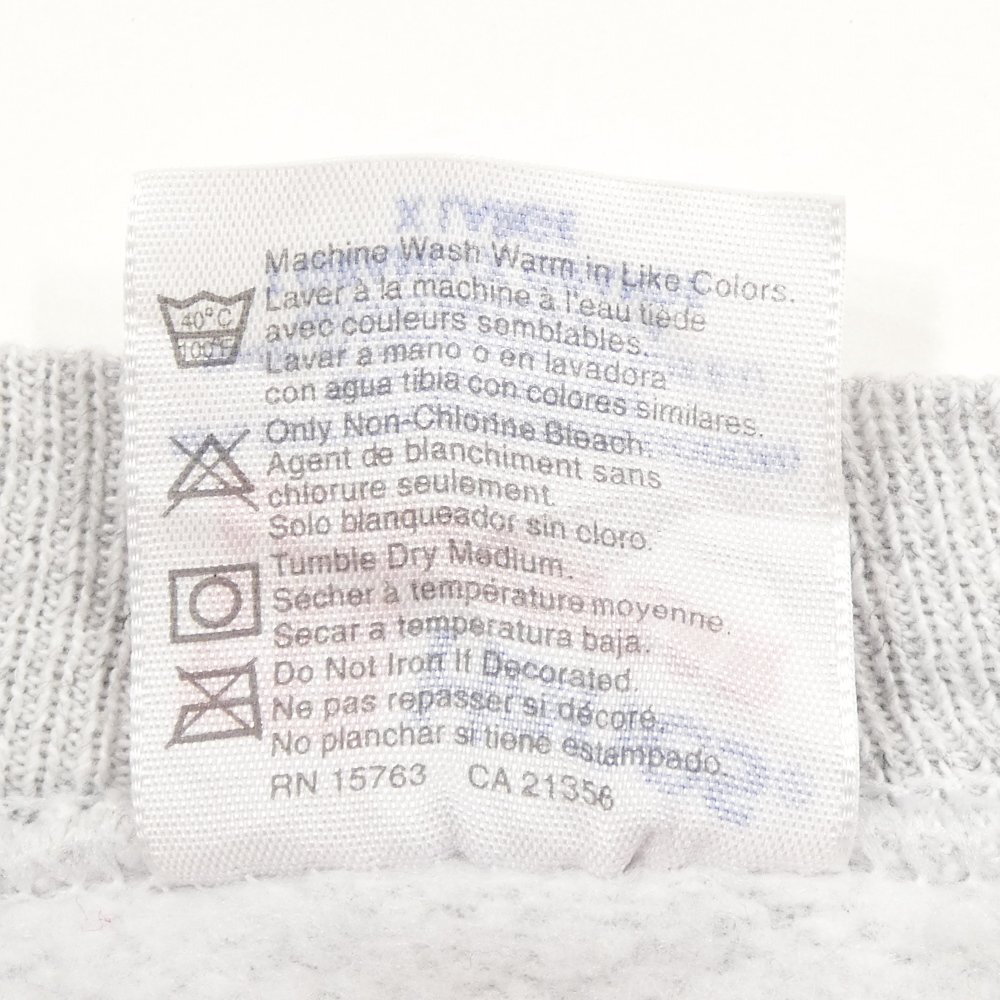 Machine Wash Warm in Like Colors.
Laver à la machine à l'eau tiède
avec couleurs semblables.
Lavar a mano o en lavadora
con agua tibia con colores similares.
40°C
100°F
Only Non-Chlorine Bleach.
Agent de blanchiment sans
chlorure seulement.
Solo blanqueador sin cloro.
Tumble Dry Medium.
Sécher à température moyenne.
Secar a temperatura baja.
Do Not Iron If Decorated.
Ne pas repasser si décoré.
No planchar si tiene estampado.
RN 15763 CA 21356